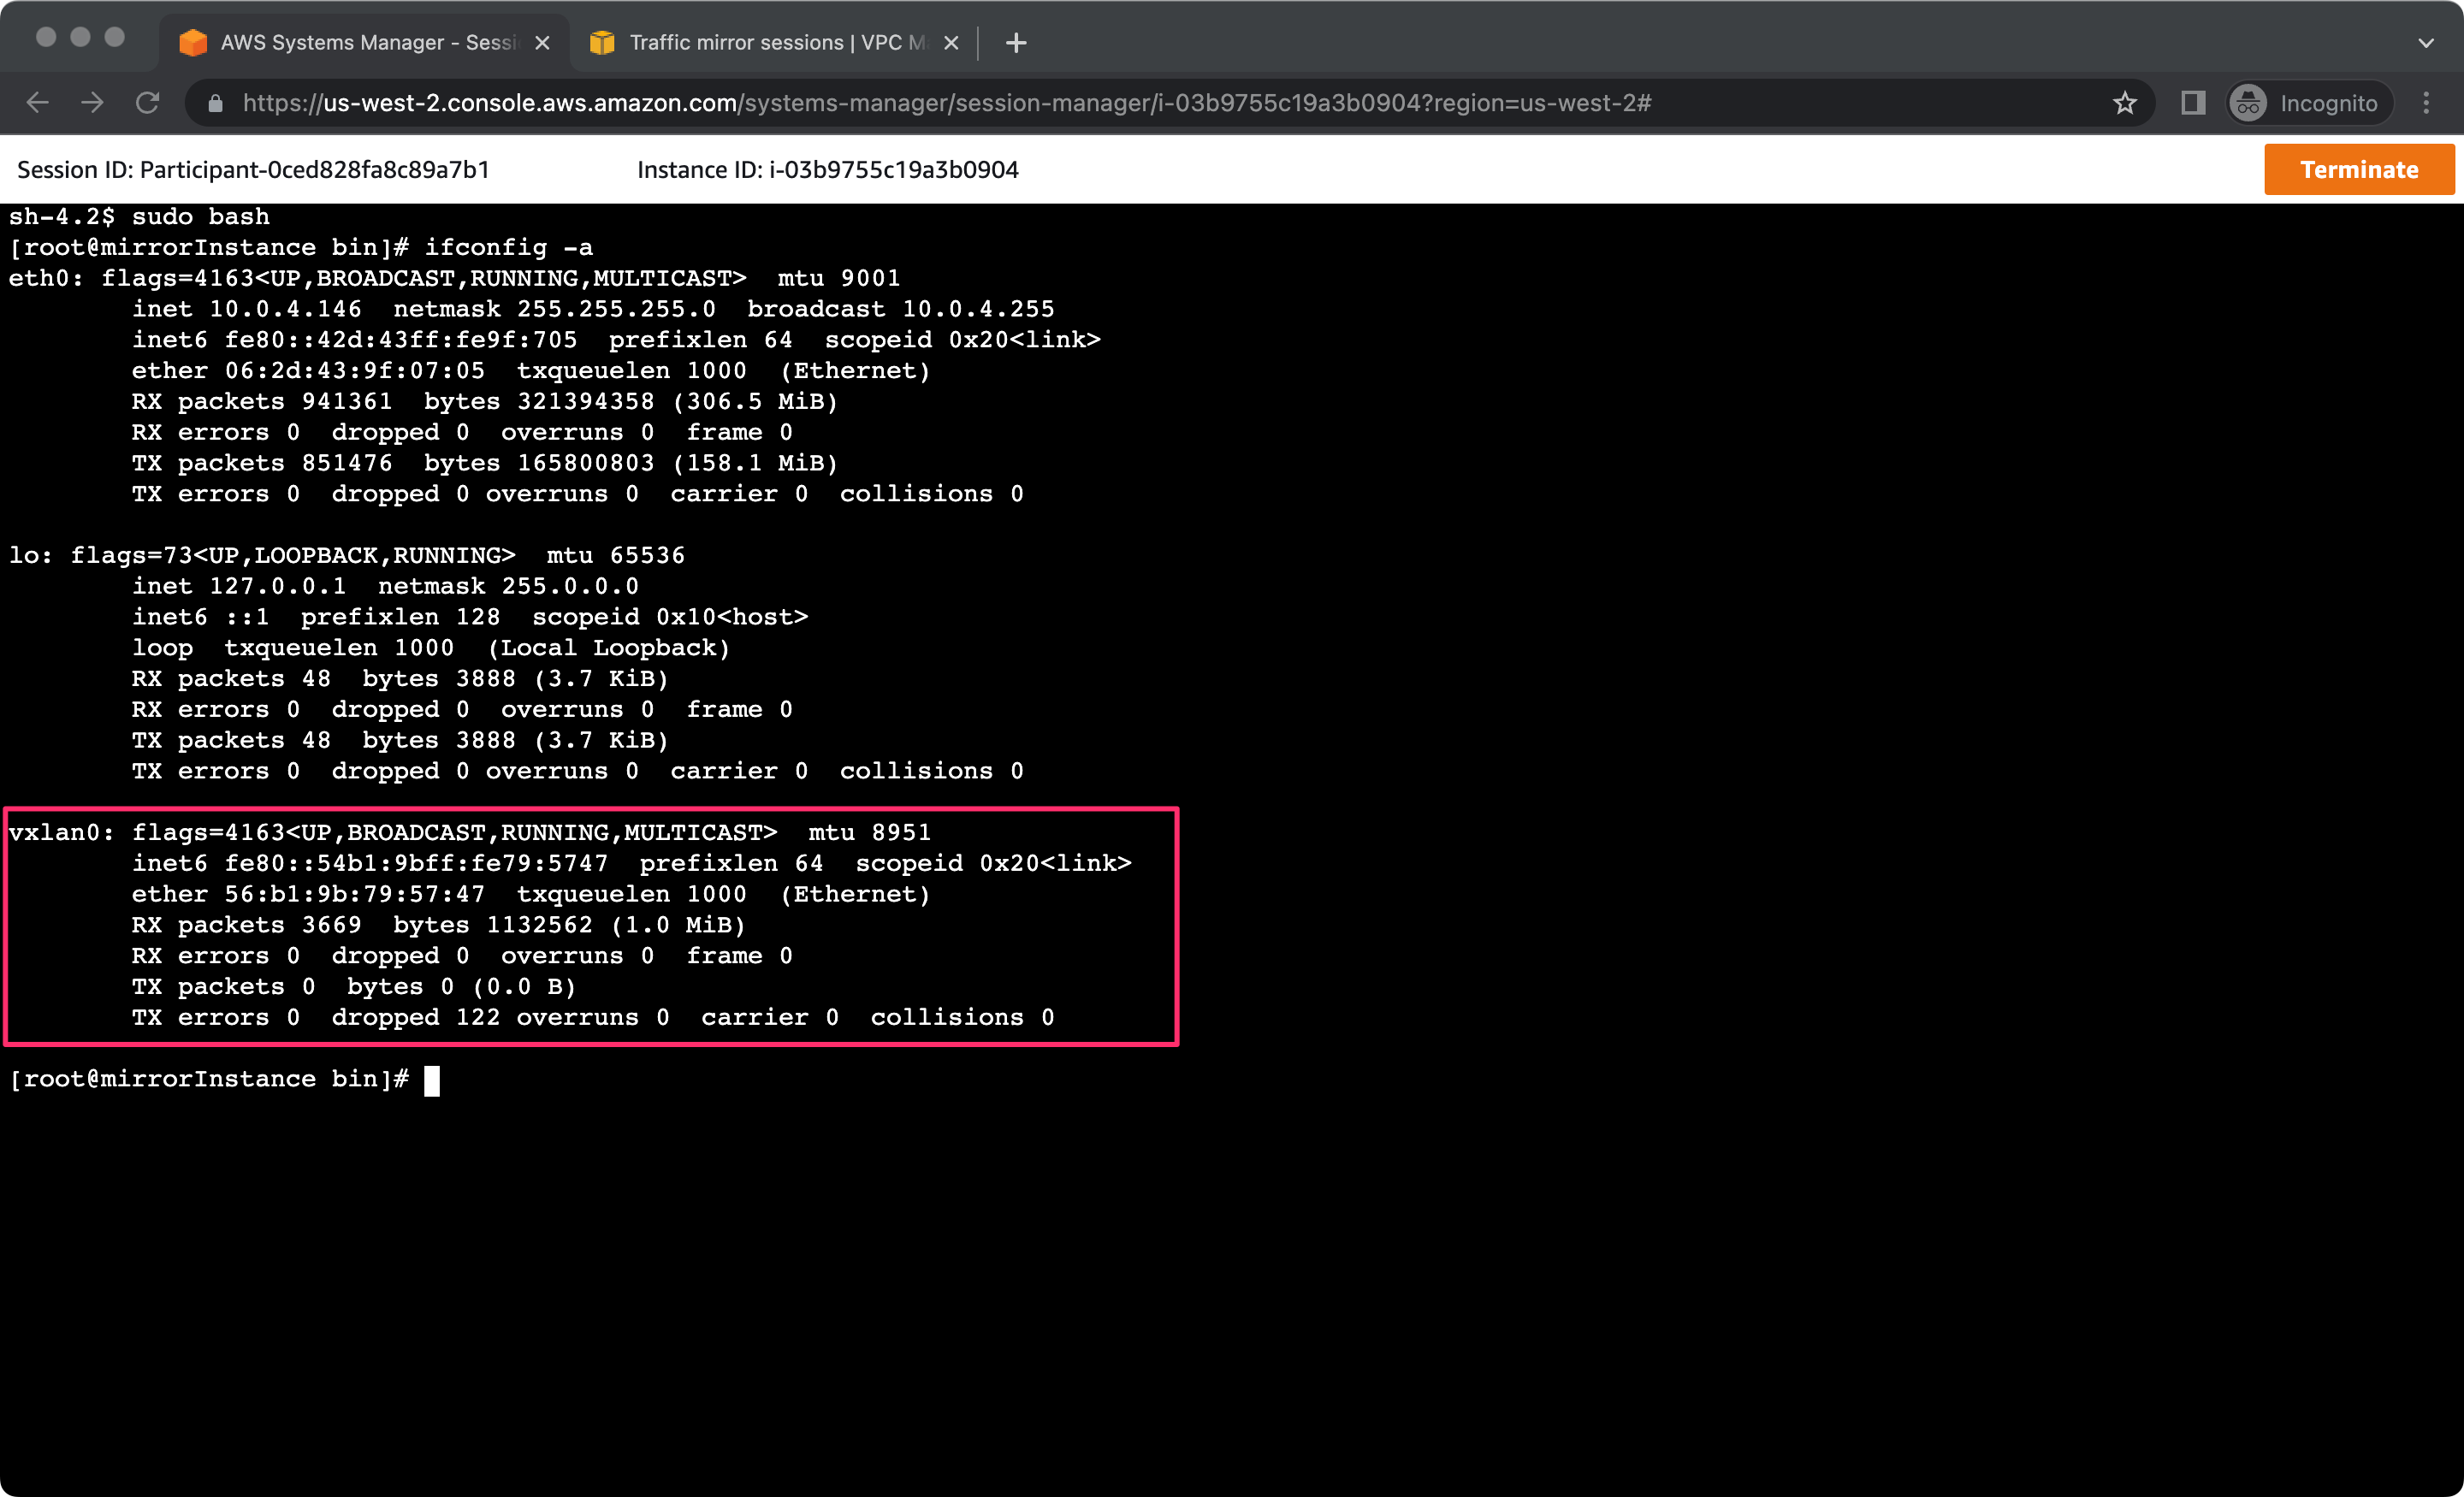 AWS Systems Manager - Sessi
Traffic mirror sessions | VPC M
https://us-west-2.console.aws.amazon.com/systems-manager/session-manager/i-03b9755c19a3b0904?region=us-west-2#
Incognito
Session ID: Participant-0ced828fa8c89a7b1 Instance ID: i-03b9755c19a3b0904 Terminate
sh-4.2$ sudo bash
[root@mirrorInstance bin]# ifconfig -a
eth0: flags=4163<UP,BROADCAST,RUNNING,MULTICAST>  mtu 9001
        inet 10.0.4.146  netmask 255.255.255.0  broadcast 10.0.4.255
        inet6 fe80::42d:43ff:fe9f:705  prefixlen 64  scopeid 0x20<link>
        ether 06:2d:43:9f:07:05  txqueuelen 1000  (Ethernet)
        RX packets 941361  bytes 321394358 (306.5 MiB)
        RX errors 0  dropped 0  overruns 0  frame 0
        TX packets 851476  bytes 165800803 (158.1 MiB)
        TX errors 0  dropped 0 overruns 0  carrier 0  collisions 0
lo: flags=73<UP,LOOPBACK,RUNNING>  mtu 65536
        inet 127.0.0.1  netmask 255.0.0.0
        inet6 ::1  prefixlen 128  scopeid 0x10<host>
        loop  txqueuelen 1000  (Local Loopback)
        RX packets 48  bytes 3888 (3.7 KiB)
        RX errors 0  dropped 0  overruns 0  frame 0
        TX packets 48  bytes 3888 (3.7 KiB)
        TX errors 0  dropped 0 overruns 0  carrier 0  collisions 0
vxlan0: flags=4163<UP,BROADCAST,RUNNING,MULTICAST>  mtu 8951
        inet6 fe80::54b1:9bff:fe79:5747  prefixlen 64  scopeid 0x20<link>
        ether 56:b1:9b:79:57:47  txqueuelen 1000  (Ethernet)
        RX packets 3669  bytes 1132562 (1.0 MiB)
        RX errors 0  dropped 0  overruns 0  frame 0
        TX packets 0  bytes 0 (0.0 B)
        TX errors 0  dropped 122 overruns 0  carrier 0  collisions 0
[root@mirrorInstance bin]#